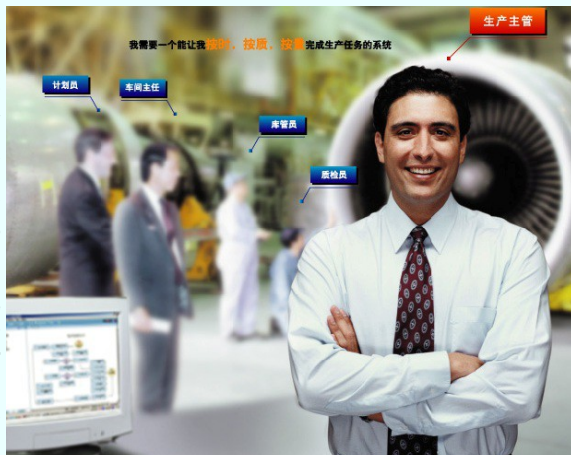 生产主管
我需要一个能让我按时，按质，按量完成生产任务的系统
计划员
车间主任
库管员
质检员